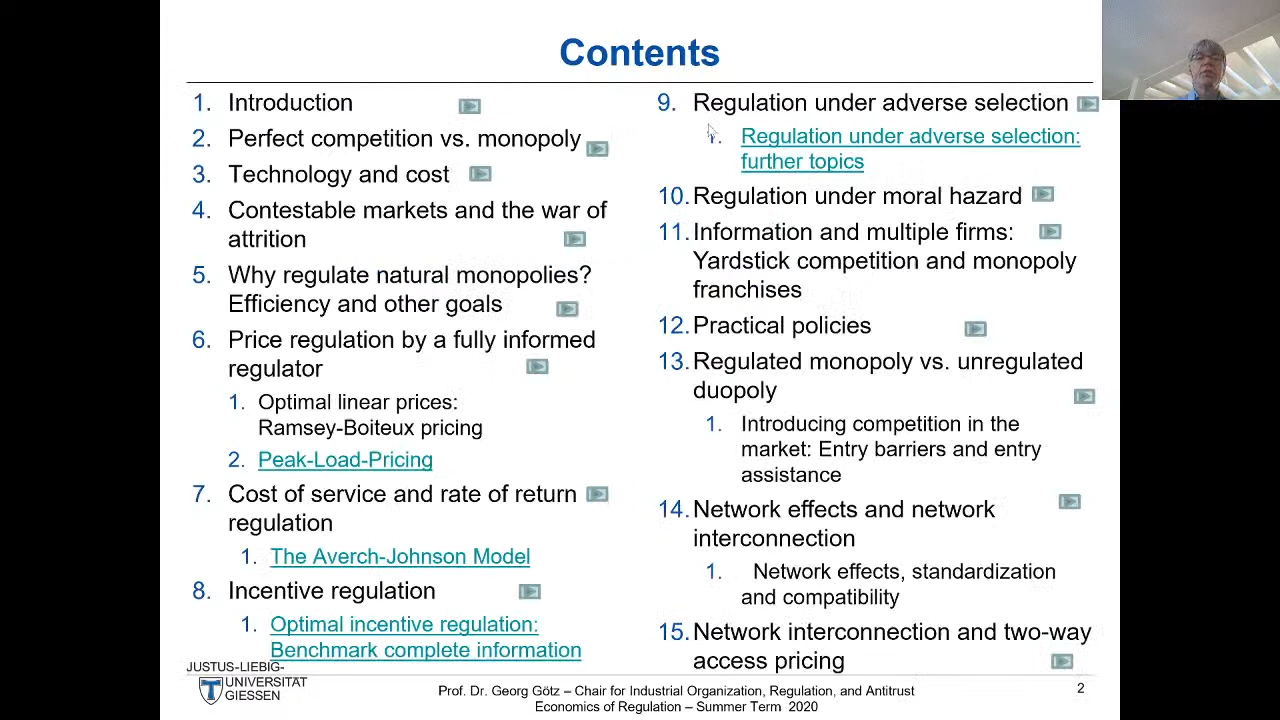 Contents
1. Introduction
2. Perfect competition vs. monopoly
3. Technology and cost
4. Contestable markets and the war of
attrition
5. Why regulate natural monopolies?
Efficiency and other goals
6. Price regulation by a fully informed
regulator
1. Optimal linear prices:
Ramsey-Boiteux pricing
2. Peak-Load-Pricing
7. Cost of service and rate of return
regulation
1. The Averch-Johnson Model
8. Incentive regulation
1. Optimal incentive regulation:
Benchmark complete information
9. Regulation under adverse selection
1. Regulation under adverse selection:
further topics
10. Regulation under moral hazard
11. Information and multiple firms:
Yardstick competition and monopoly
franchises
12. Practical policies
13. Regulated monopoly vs. unregulated
duopoly
1. Introducing competition in the
market: Entry barriers and entry
assistance
14. Network effects and network
interconnection
1. Network effects, standardization
and compatibility
15. Network interconnection and two-way
access pricing
JUSTUS-LIEBIG-
UNIVERSITAT
GIESSEN
Prof. Dr. Georg Götz – Chair for Industrial Organization, Regulation, and Antitrust
Economics of Regulation – Summer Term 2020
2